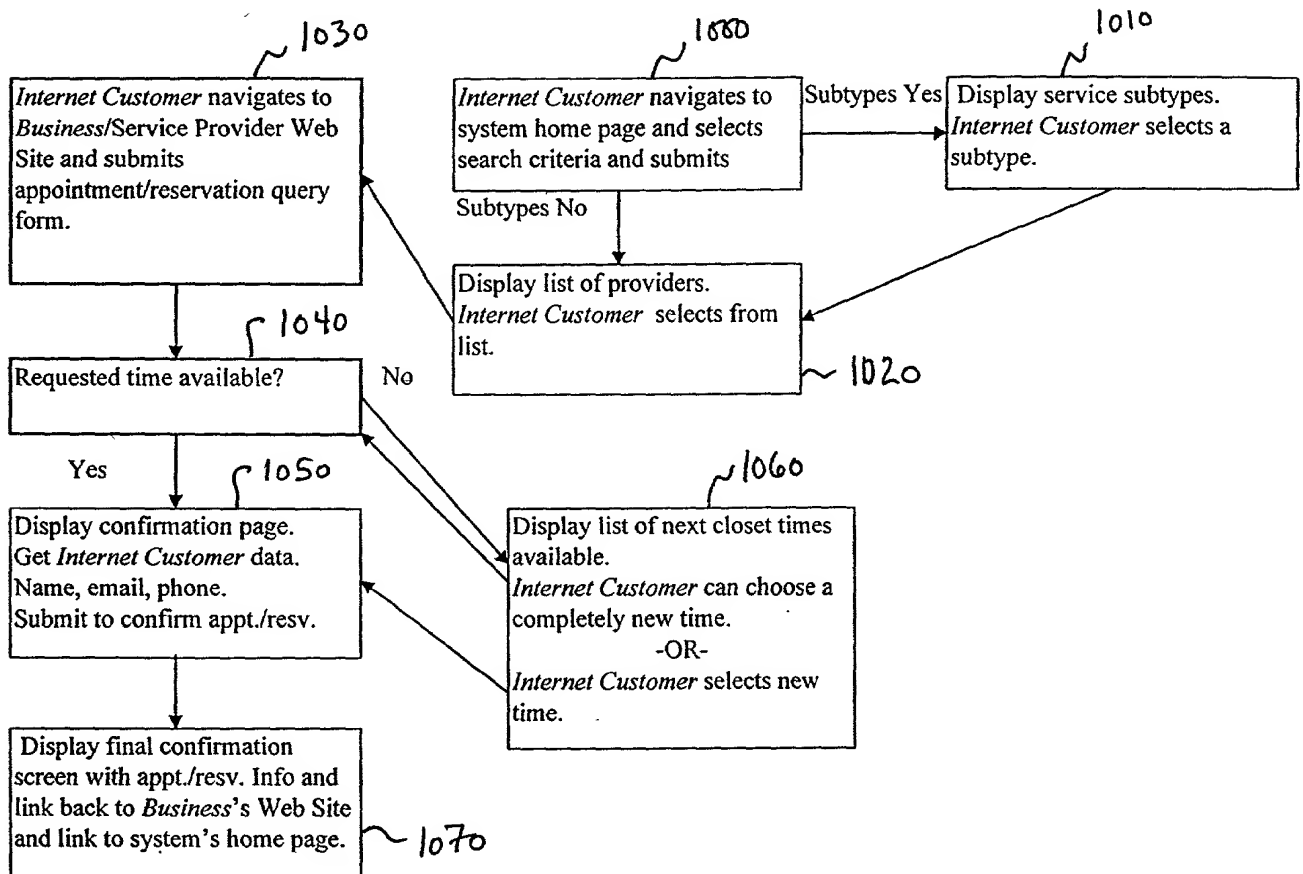 1030
Internet Customer navigates to
Business/Service Provider Web
Site and submits
appointment/reservation query
form.
1000
Internet Customer navigates to
system home page and selects
search criteria and submits
Subtypes Yes
1010
Display service subtypes.
Internet Customer selects a
subtype.
Subtypes No
Display list of providers.
Internet Customer selects from
list.
1020
1040
Requested time available?
No
Yes
1050
Display confirmation page.
Get Internet Customer data.
Name, email, phone.
Submit to confirm appt./resv.
1060
Display list of next closet times
available.
Internet Customer can choose a
completely new time.
-OR-
Internet Customer selects new
time.
Display final confirmation
screen with appt./resv. Info and
link back to Business's Web Site
and link to system's home page.
1070